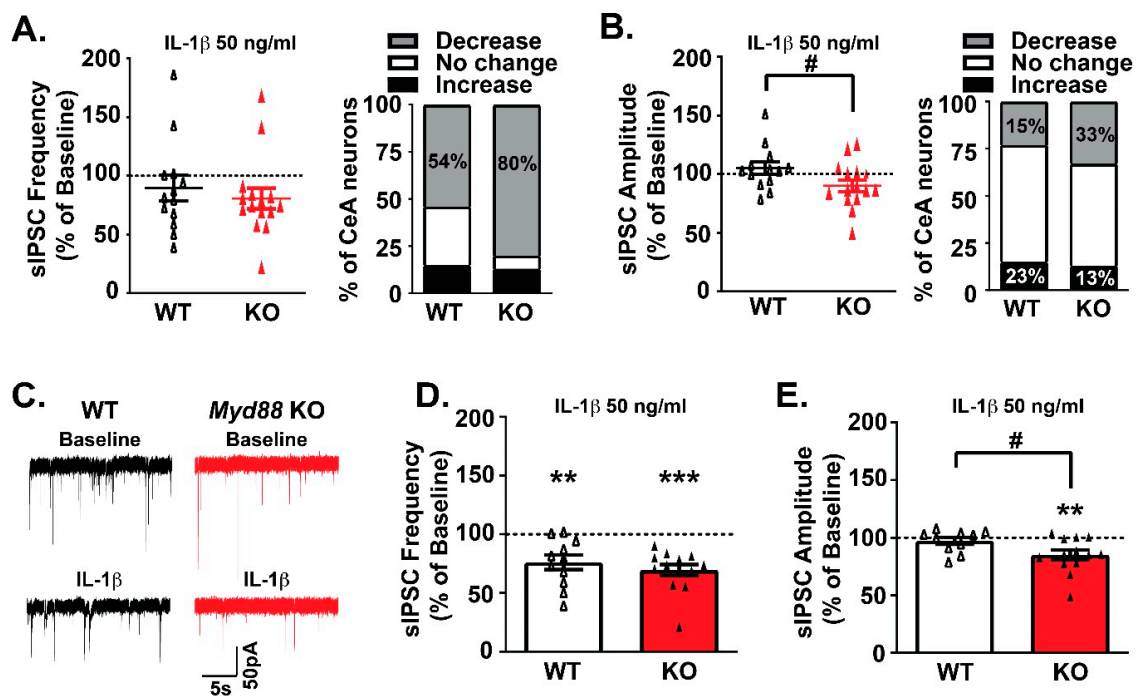 A.
IL-1β 50 ng/ml
sIPSC Frequency
(% of Baseline)
200
150
100
50
0
WT
KO
Decrease
No change
Increase
% of CeA neurons
100
75
50
25
0
54%
80%
WT
KO
B.
IL-1β 50 ng/ml
#
sIPSC Amplitude
(% of Baseline)
200
150
100
50
0
WT
KO
Decrease
No change
Increase
% of CeA neurons
100
75
50
25
0
15%
33%
23%
13%
WT
KO
C.
WT
Myd88 KO
Baseline
Baseline
IL-1β
IL-1β
5s
50pA
D.
IL-1β 50 ng/ml
sIPSC Frequency
(% of Baseline)
200
150
100
50
0
**
***
WT
KO
E.
IL-1β 50 ng/ml
#
**
sIPSC Amplitude
(% of Baseline)
200
150
100
50
0
WT
KO